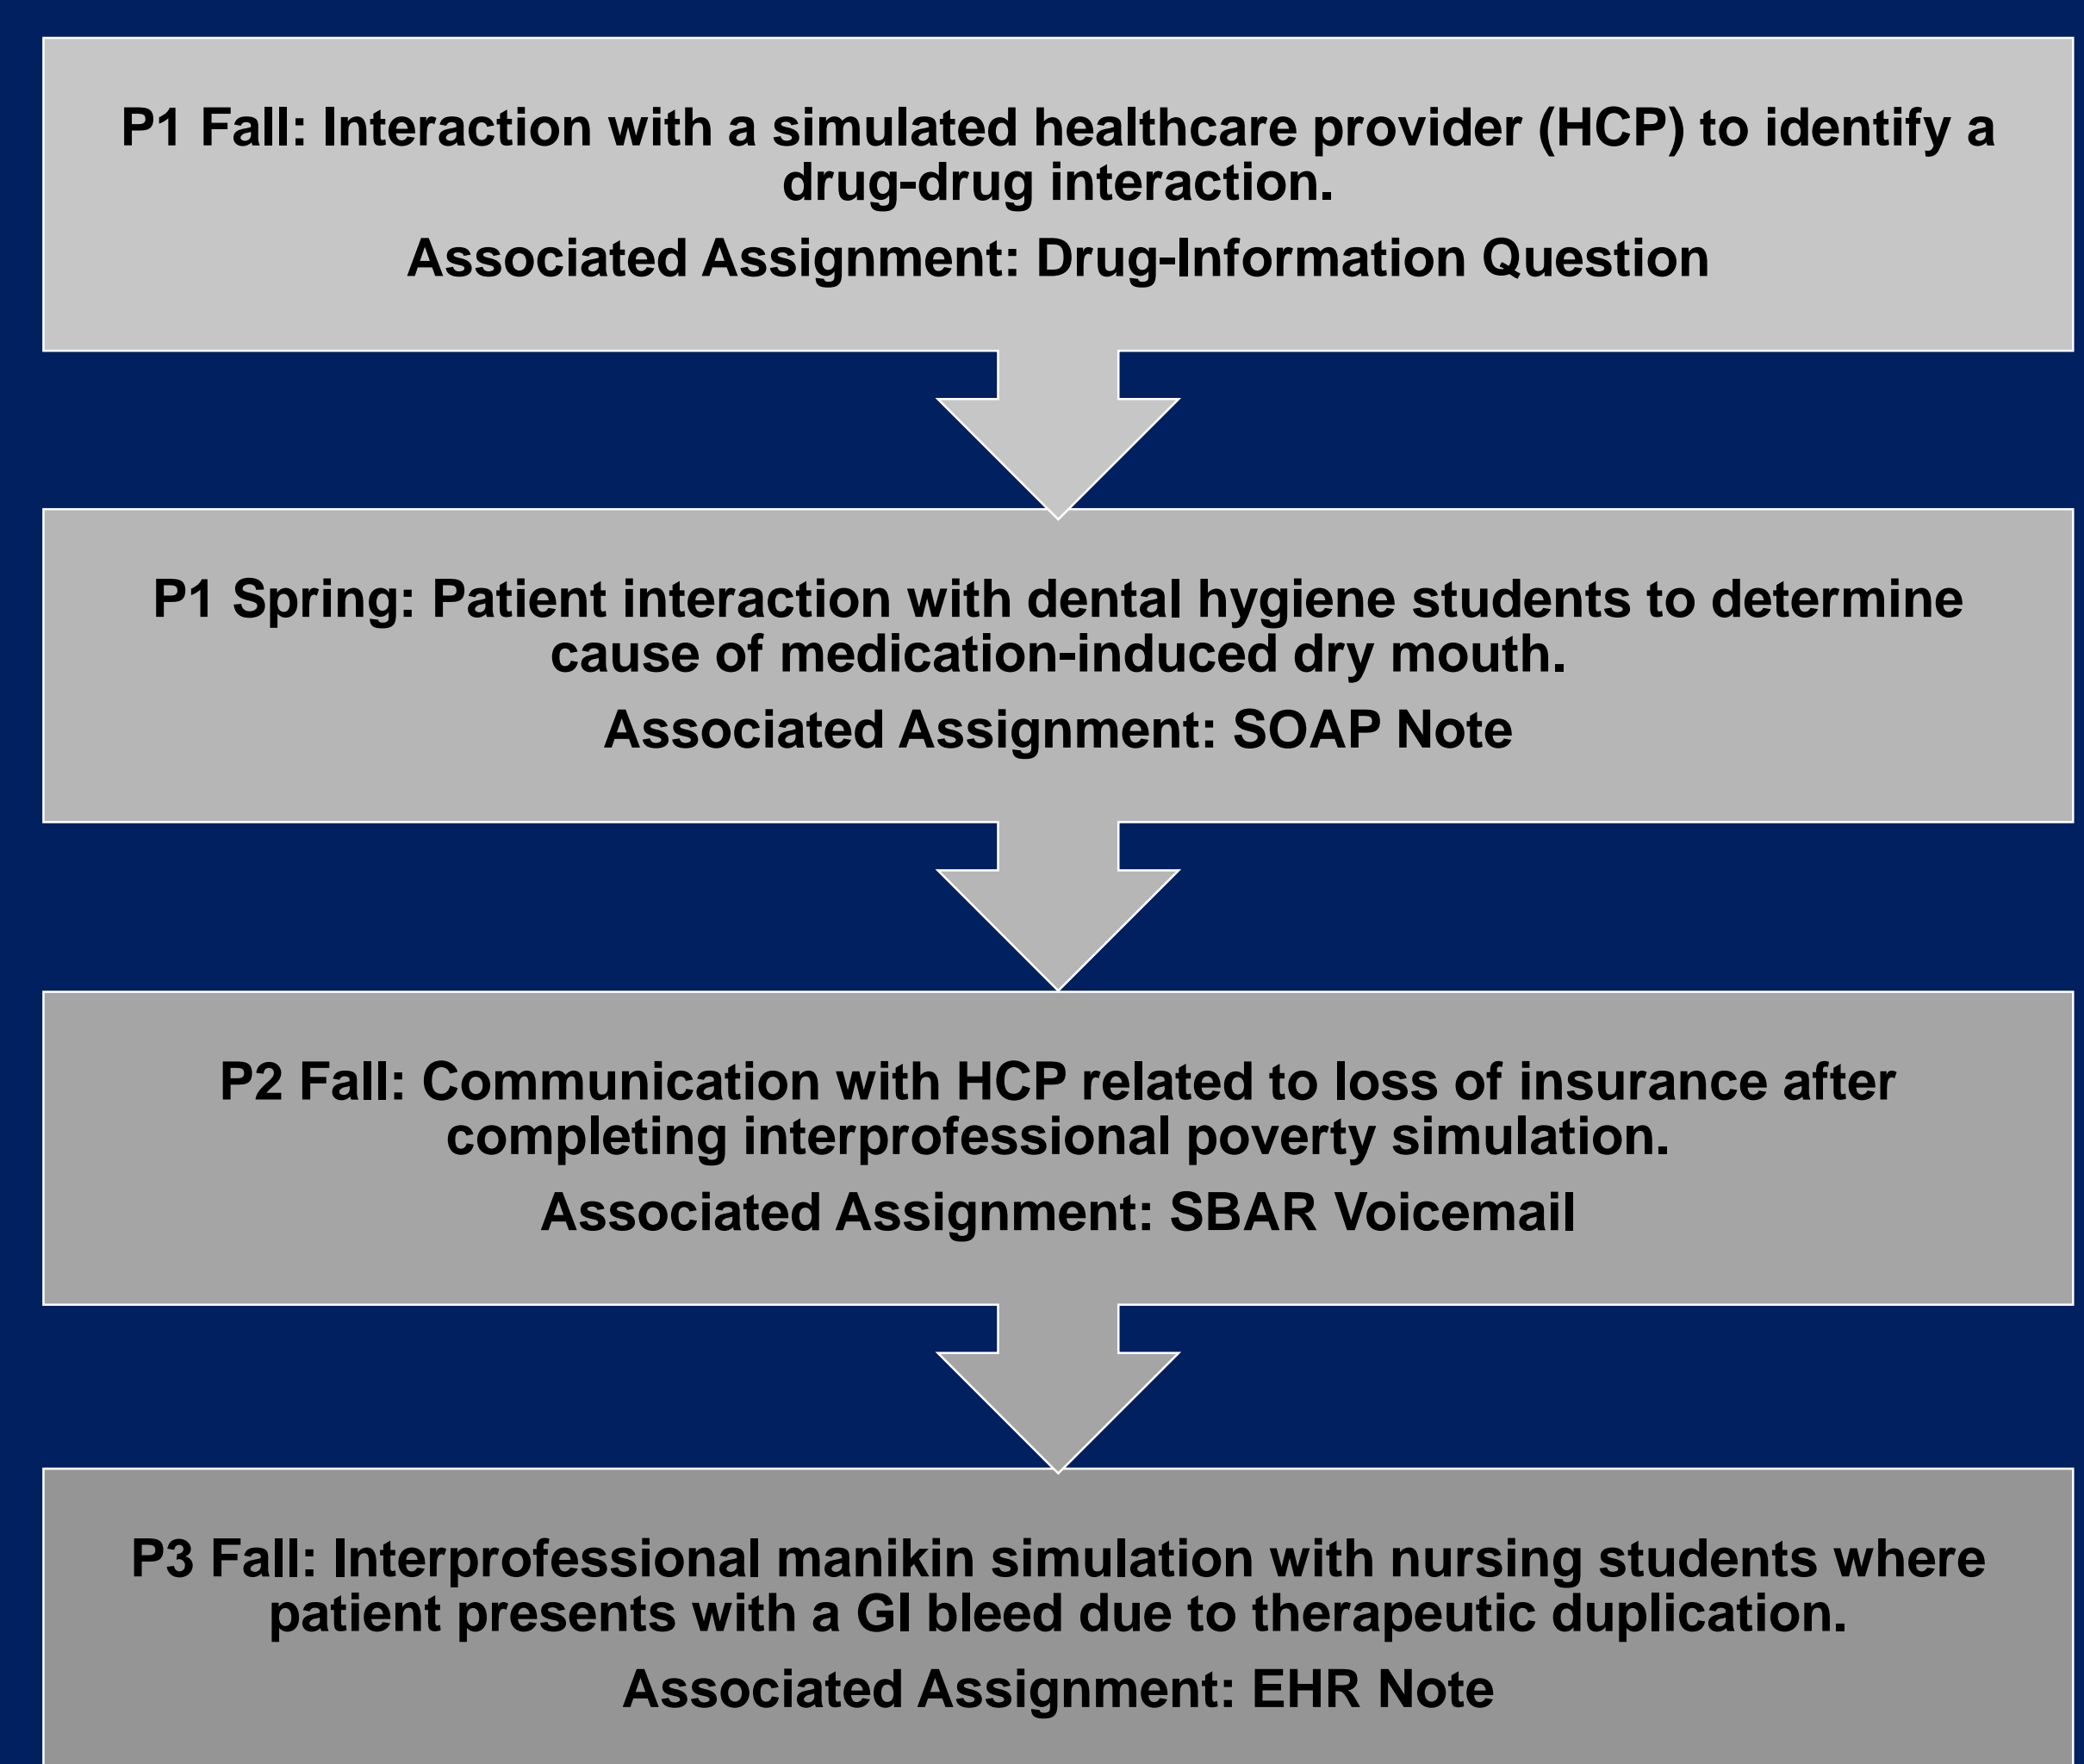 P1 Fall: Interaction with a simulated healthcare provider (HCP) to identify a
drug-drug interaction.
Associated Assignment: Drug-Information Question
P1 Spring: Patient interaction with dental hygiene students to determine
cause of medication-induced dry mouth.
Associated Assignment: SOAP Note
P2 Fall: Communication with HCP related to loss of insurance after
completing interprofessional poverty simulation.
Associated Assignment: SBAR Voicemail
P3 Fall: Interprofessional manikin simulation with nursing students where
patient presents with a GI bleed due to therapeutic duplication.
Associated Assignment: EHR Note